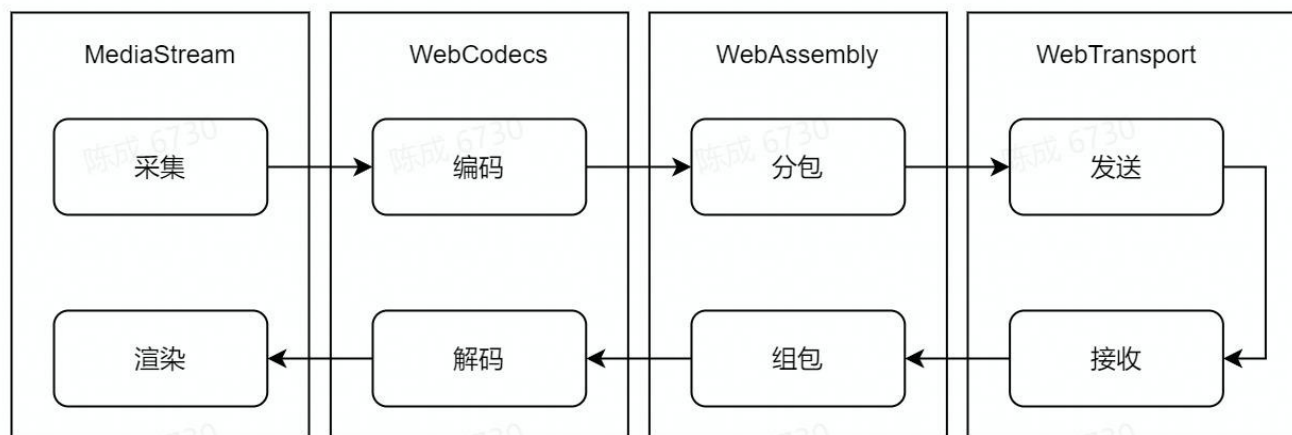 MediaStream WebCodecs WebAssembly WebTransport
采集 编码 分包 发送
渲染 解码 组包 接收
陈成 6730 陈成 6730 陈成 6730 陈成 6730